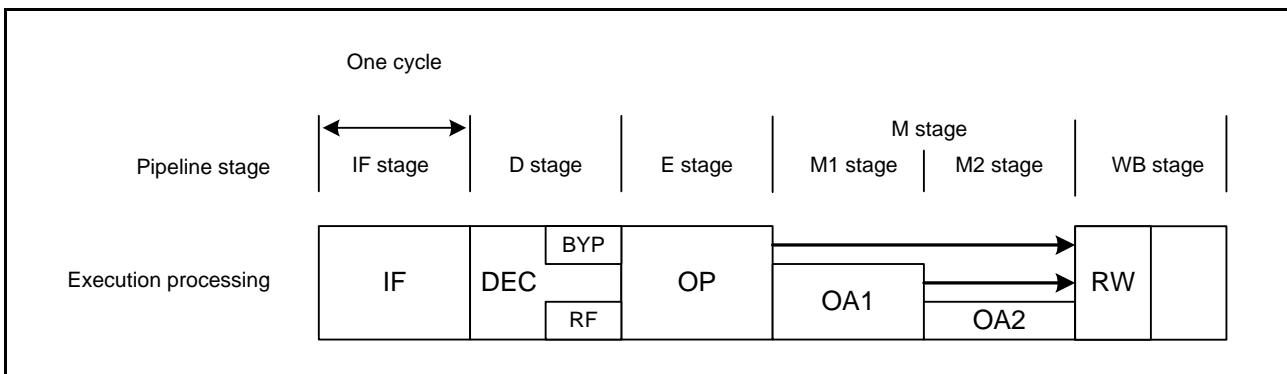 One cycle
M stage
Pipeline stage IF stage D stage E stage M1 stage M2 stage WB stage
BYP
Execution processing IF DEC OP OA1 RW
RF OA2